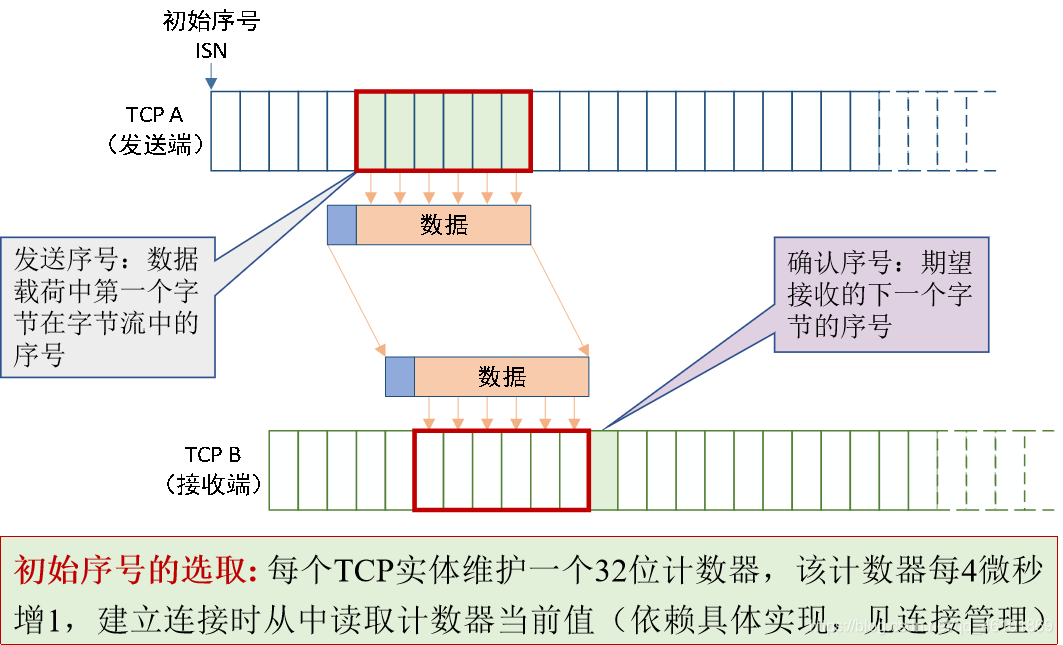 初始序号
ISN
TCP A
（发送端）
数据
发送序号：数据
载荷中第一个字
节在字节流中的
序号
确认序号：期望
接收的下一个字
节的序号
数据
TCP B
（接收端）
初始序号的选取：每个TCP实体维护一个32位计数器，该计数器每4微秒
增1，建立连接时从中读取计数器当前值（依赖具体实现，见连接管理）